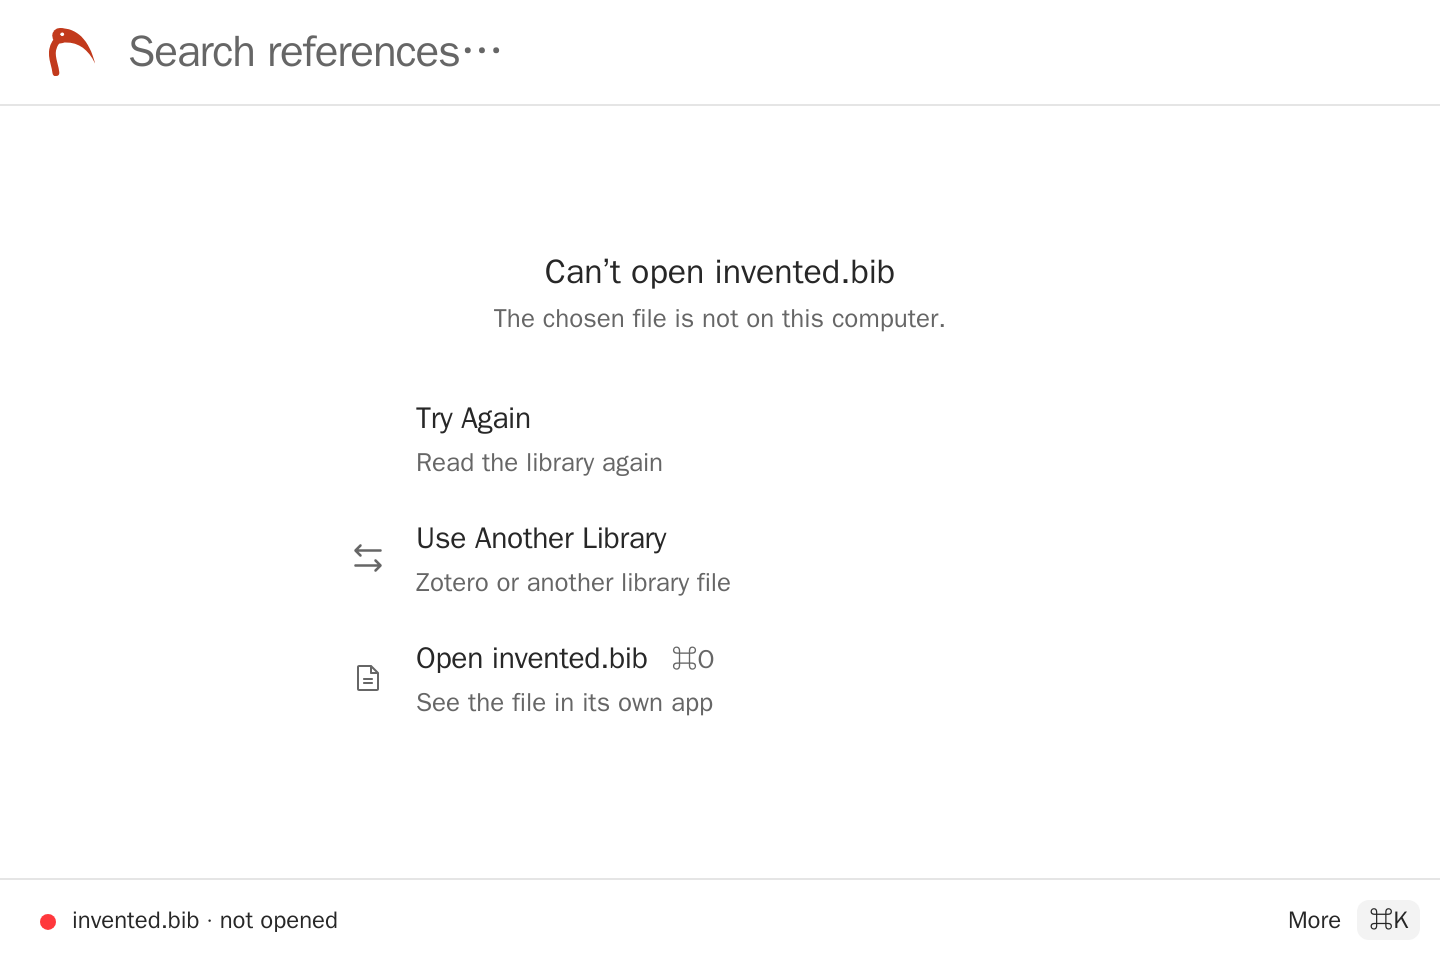 Search references…
Can’t open invented.bib
The chosen file is not on this computer.
Try Again
Read the library again
Use Another Library
Zotero or another library file
Open invented.bib ⌘O
See the file in its own app
invented.bib · not opened
More ⌘K